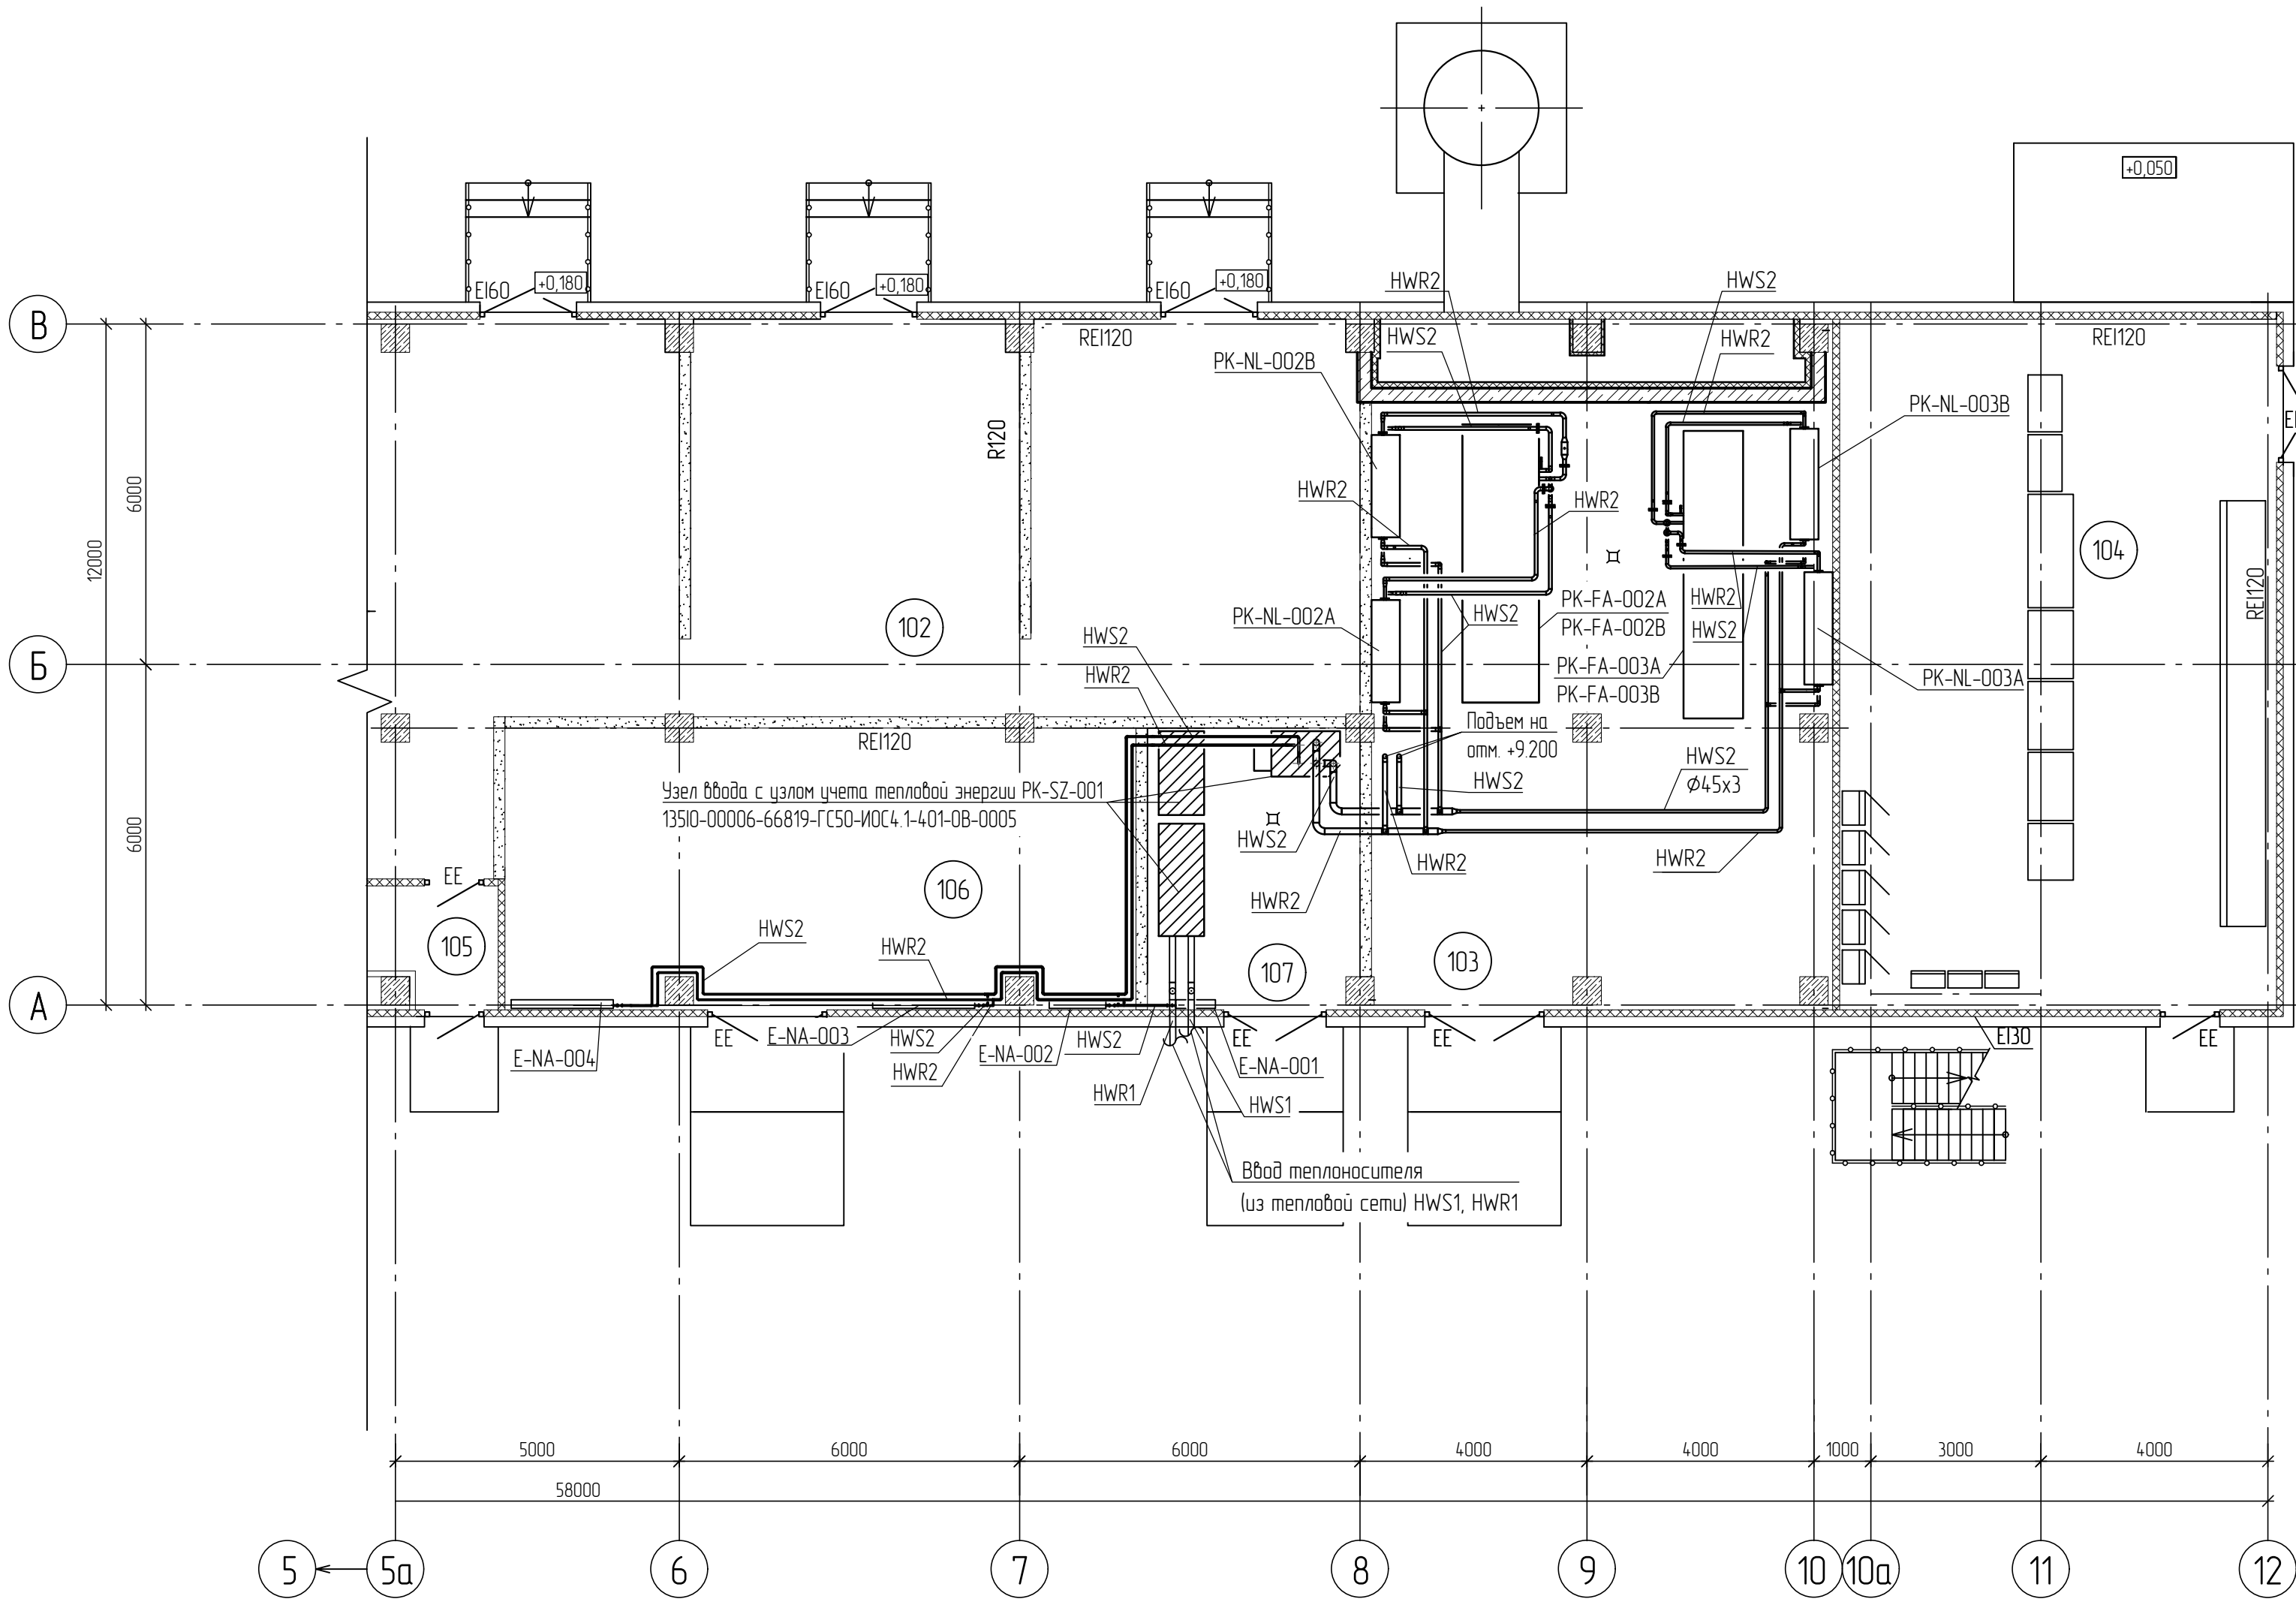 +0,050
EI60
+0,180
EI60
+0,180
EI60
+0,180
HWR2
HWS2
В
REI120
HWS2
HWR2
REI120
PK-NL-002B
PK-NL-003B
R120
6000
HWR2
HWR2
12000
104
REI120
102
PK-NL-002A
HWS2
PK-FA-002A
PK-FA-002B
HWR2
HWS2
HWS2
HWR2
Б
PK-FA-003A
PK-FA-003B
PK-NL-003A
REI120
Подъем на
отм. +9.200
HWS2
HWS2
Ø45x3
Узел ввода с узлом учета тепловой энергии PK-SZ-001
13510-00006-66819-ГС50-ИОС4.1-401-ОВ-0005
6000
HWS2
HWR2
HWR2
EE
106
HWR2
105
HWS2
HWR2
107
103
А
E-NA-004
EE
E-NA-003
HWS2
HWR2
E-NA-002
HWS2
EE
E-NA-001
EE
EI30
EE
HWR1
HWS1
Ввод теплоносителя
(из тепловой сети) HWS1, HWR1
5000
6000
6000
4000
4000
1000
3000
4000
58000
5
5а
6
7
8
9
10
10а
11
12